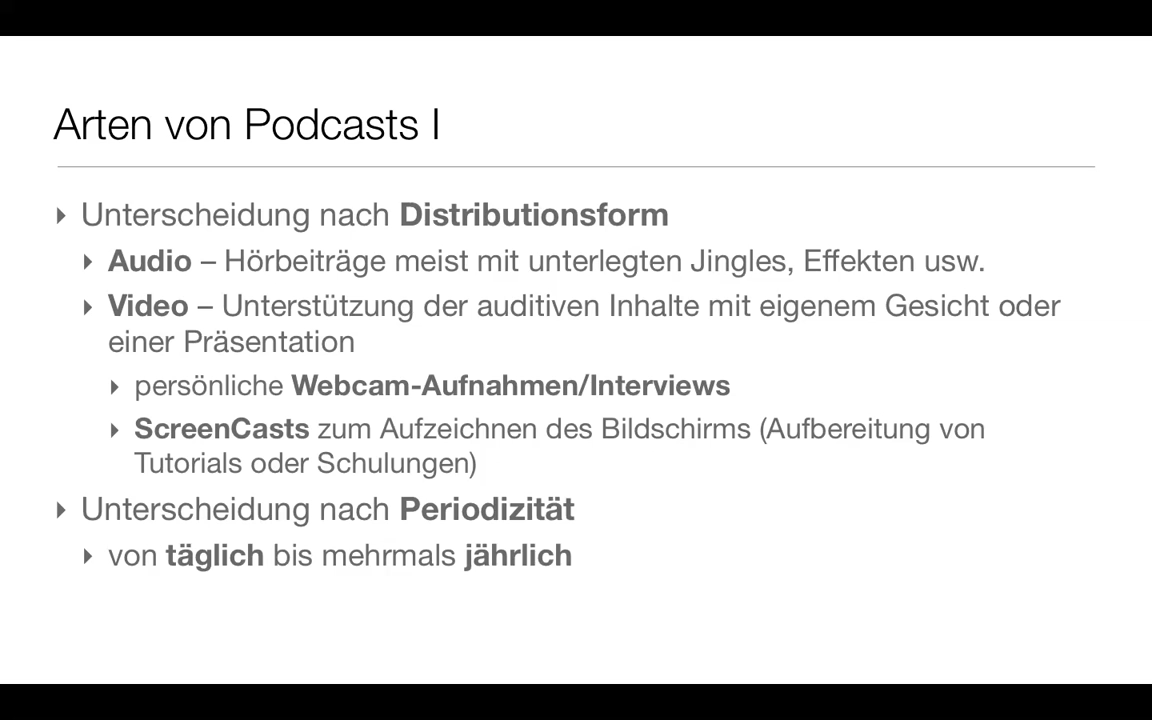 Arten von Podcasts I
‣ Unterscheidung nach Distributionsform
‣ Audio – Hörbeiträge meist mit unterlegten Jingles, Effekten usw.
‣ Video – Unterstützung der auditiven Inhalte mit eigenem Gesicht oder
einer Präsentation
‣ persönliche Webcam-Aufnahmen/Interviews
‣ ScreenCasts zum Aufzeichnen des Bildschirms (Aufbereitung von
Tutorials oder Schulungen)
‣ Unterscheidung nach Periodizität
‣ von täglich bis mehrmals jährlich